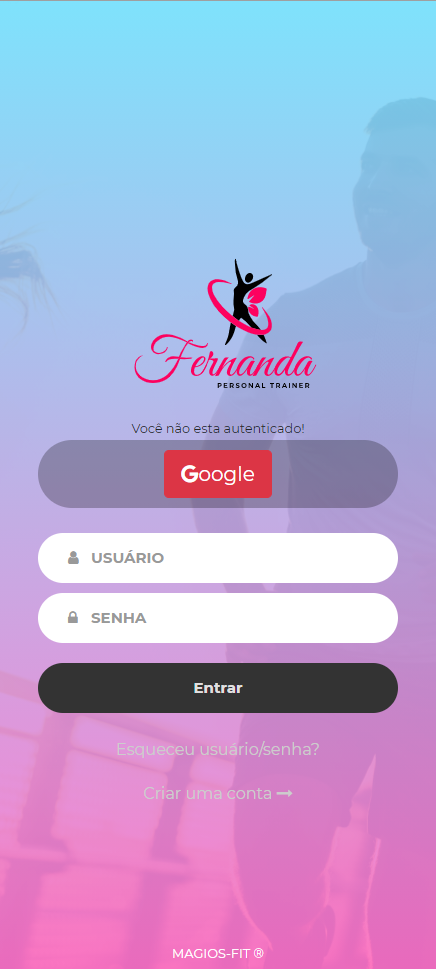 Fernanda
PERSONAL TRAINER
Você não esta autenticado!
Google
USUÁRIO
SENHA
Entrar
Esqueceu usuário/senha?
Criar uma conta
MAGIOS-FIT ®